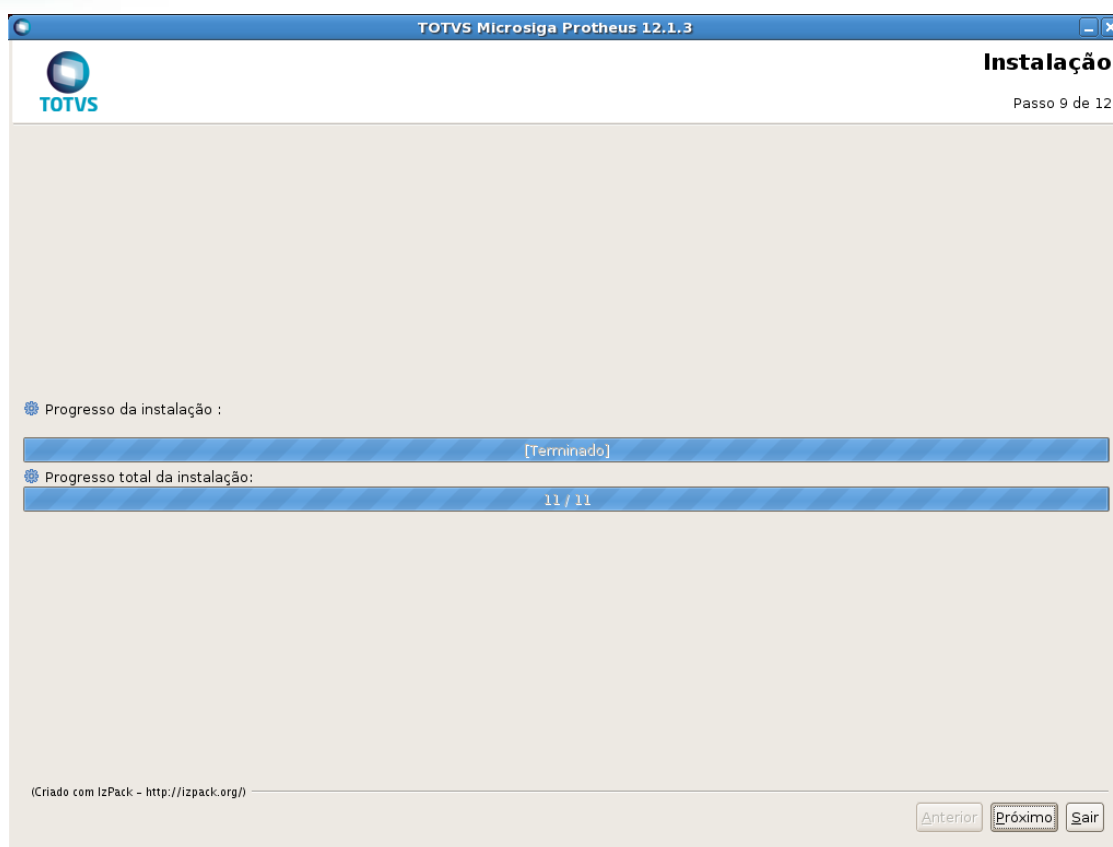 TOTVS Microsiga Protheus 12.1.3
Instalação
TOTVS
Passo 9 de 12
Progresso da instalação :
[Terminado]
Progresso total da instalação:
11 / 11
(Criado com IzPack - http://izpack.org/)
Anterior Próximo Sair